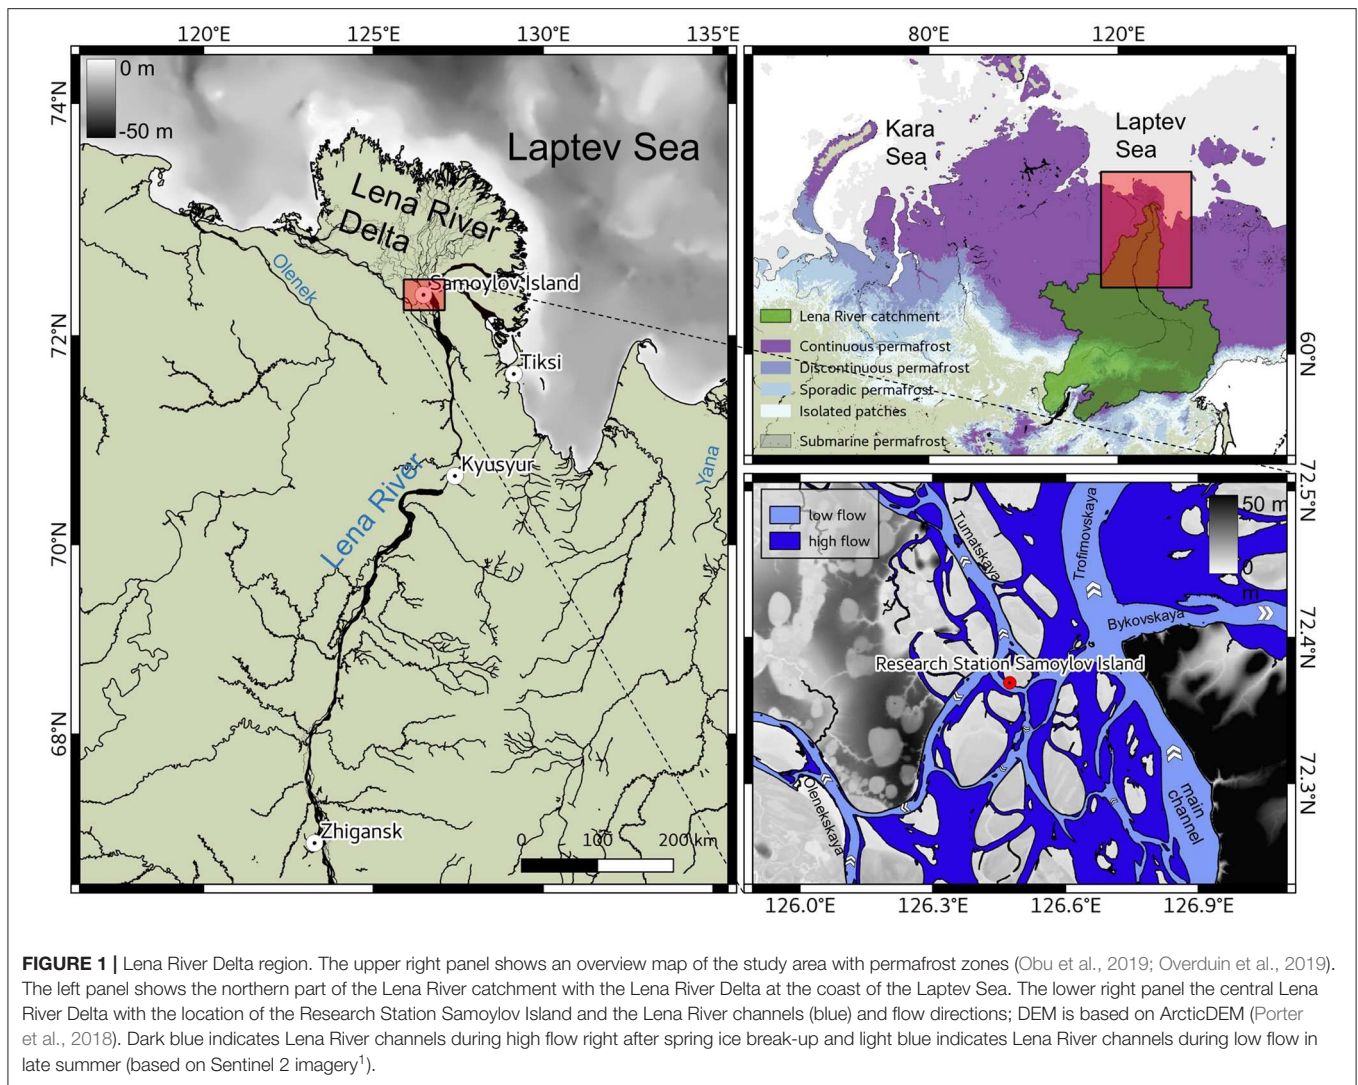 120°E
125°E
130°E
135°E
74°N
72°N
70°N
68°N
0 m
-50 m
Laptev Sea
Lena River
Delta
Olenek
Samoylov Island
Tiksi
Kyusyur
Lena River
Yana
Zhigansk
0 100 200 km
80°E
120°E
60°N
Kara
Sea
Laptev
Sea
Lena River catchment
Continuous permafrost
Discontinuous permafrost
Sporadic permafrost
Isolated patches
Submarine permafrost
low flow
high flow
50 m
0
m
Tumatskaya
Trofimovskaya
Bykovskaya
Research Station Samoylov Island
Olenekskaya
main
channel
72.5°N
72.4°N
72.3°N
126.0°E
126.3°E
126.6°E
126.9°E
FIGURE 1 | Lena River Delta region. The upper right panel shows an overview map of the study area with permafrost zones (Obu et al., 2019; Overduin et al., 2019).
The left panel shows the northern part of the Lena River catchment with the Lena River Delta at the coast of the Laptev Sea. The lower right panel the central Lena
River Delta with the location of the Research Station Samoylov Island and the Lena River channels (blue) and flow directions; DEM is based on ArcticDEM (Porter
et al., 2018). Dark blue indicates Lena River channels during high flow right after spring ice break-up and light blue indicates Lena River channels during low flow in
late summer (based on Sentinel 2 imagery¹).